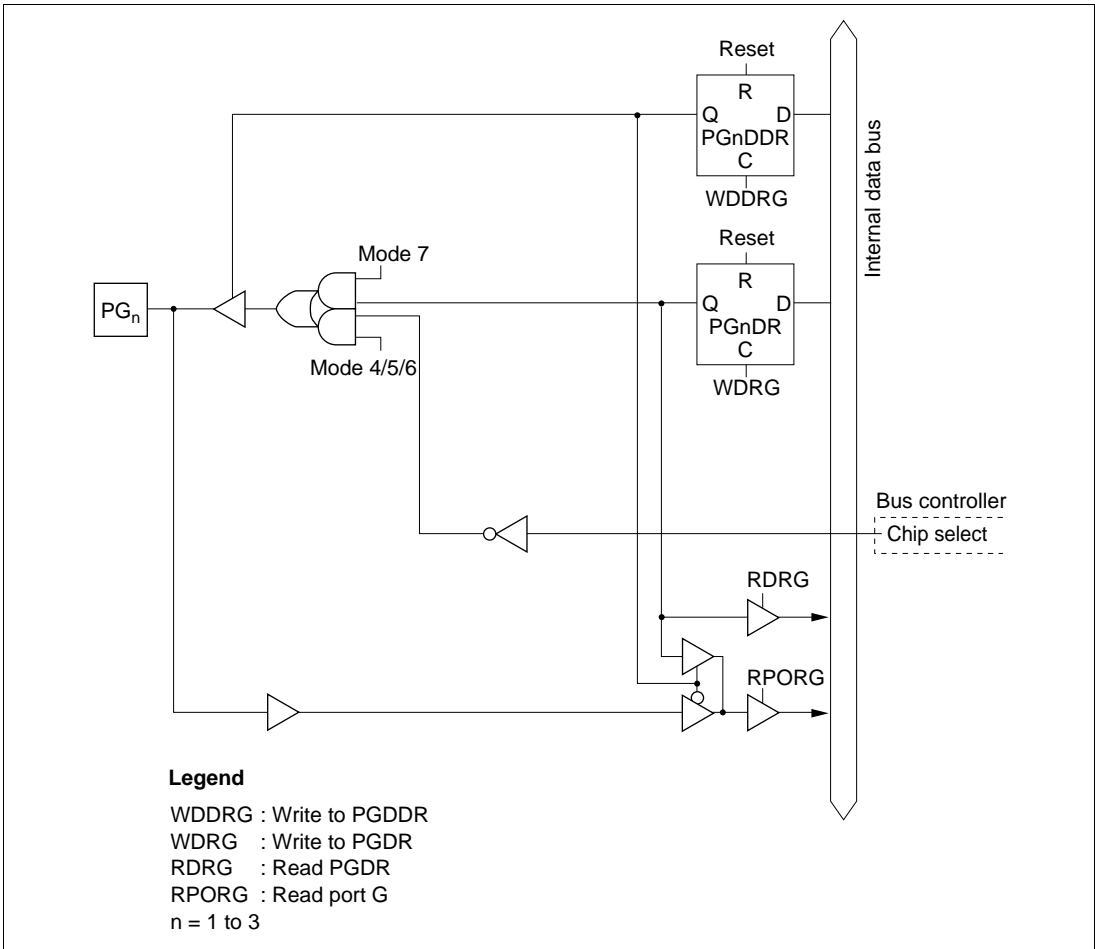 Reset
R
Q D
PGnDDR
C
WDDRG
Internal data bus
Reset
Mode 7
R
Q D
PGn
PGnDR
C
Mode 4/5/6
WDRG
Bus controller
Chip select
RDRG
RPORG
Legend
WDDRG : Write to PGDDR
WDRG : Write to PGDR
RDRG : Read PGDR
RPORG : Read port G
n = 1 to 3